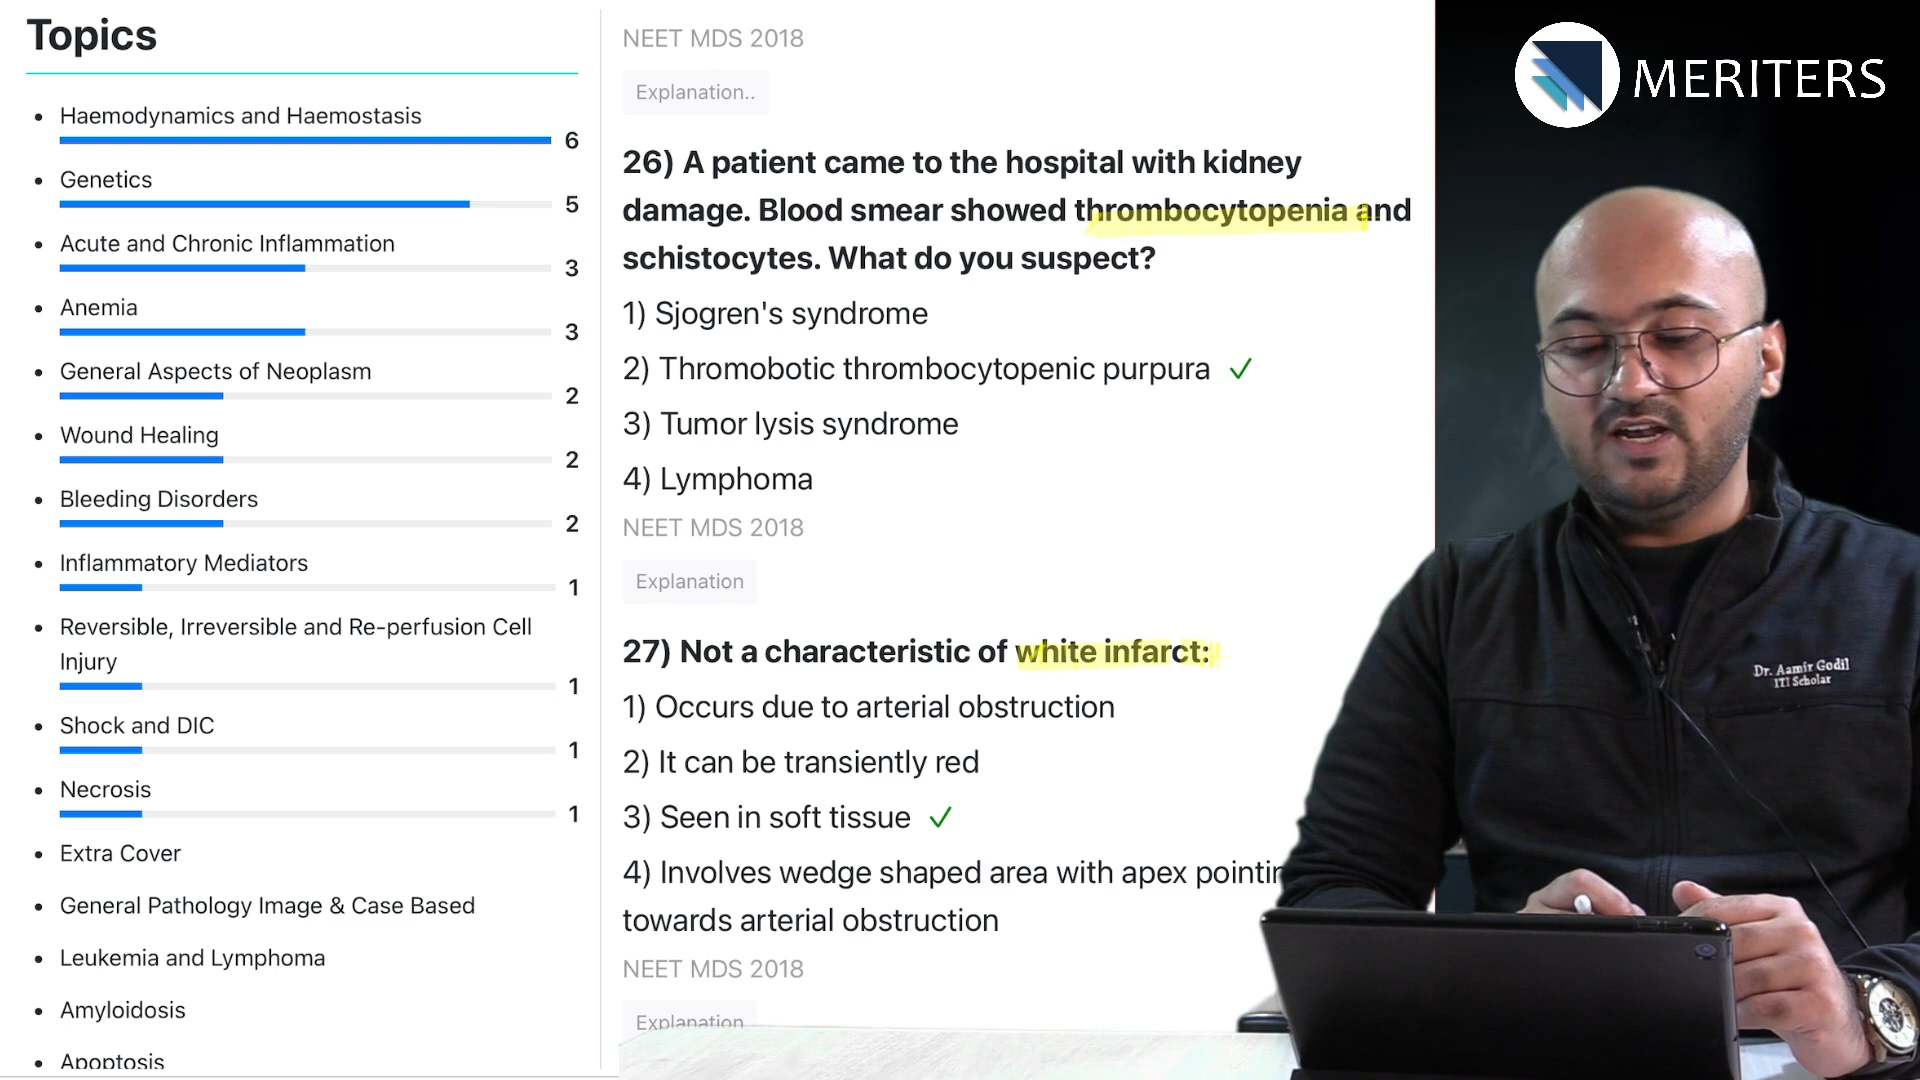 Topics
Haemodynamics and Haemostasis
6
Genetics
5
Acute and Chronic Inflammation
3
Anemia
3
General Aspects of Neoplasm
2
Wound Healing
2
Bleeding Disorders
2
Inflammatory Mediators
1
Reversible, Irreversible and Re-perfusion Cell
Injury
1
Shock and DIC
1
Necrosis
1
Extra Cover
General Pathology Image & Case Based
Leukemia and Lymphoma
Amyloidosis
Apoptosis
NEET MDS 2018
Explanation..
26) A patient came to the hospital with kidney
damage. Blood smear showed thrombocytopenia and
schistocytes. What do you suspect?
1) Sjogren's syndrome
2) Thromobotic thrombocytopenic purpura ✓
3) Tumor lysis syndrome
4) Lymphoma
NEET MDS 2018
Explanation
27) Not a characteristic of white infarct:
1) Occurs due to arterial obstruction
2) It can be transiently red
3) Seen in soft tissue ✓
4) Involves wedge shaped area with apex pointin
towards arterial obstruction
NEET MDS 2018
Explanation
MERITERS
Dr. Aamir Godil
ITI Scholar